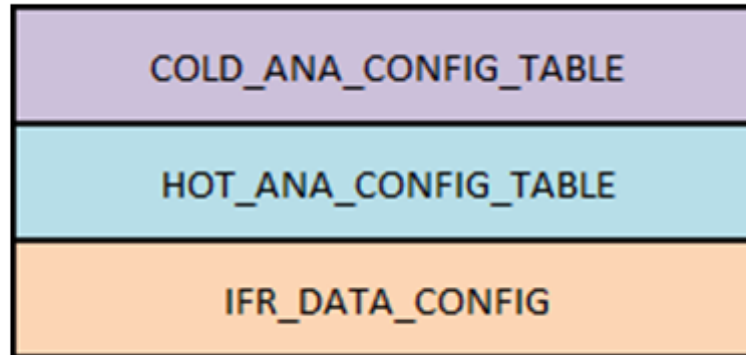 COLD_ANA_CONFIG_TABLE
HOT_ANA_CONFIG_TABLE
IFR_DATA_CONFIG